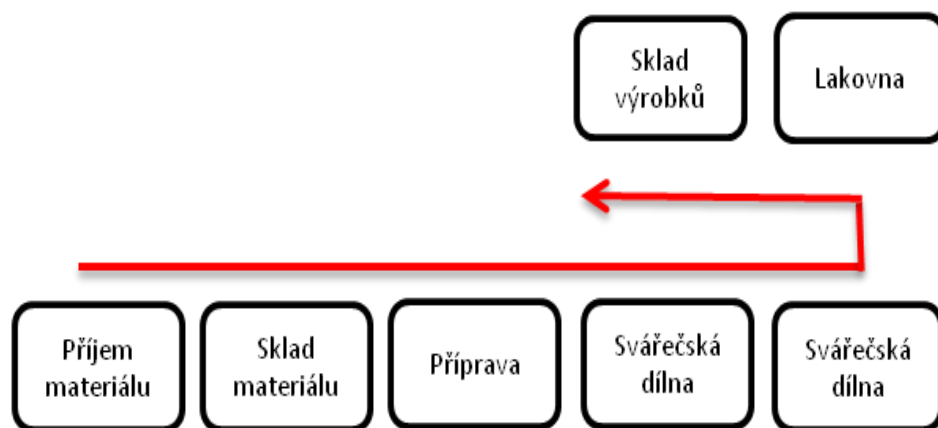 Sklad
výrobků
Lakovna
Příjem
materiálu
Sklad
materiálu
Příprava
Svářečská
dílna
Svářečská
dílna